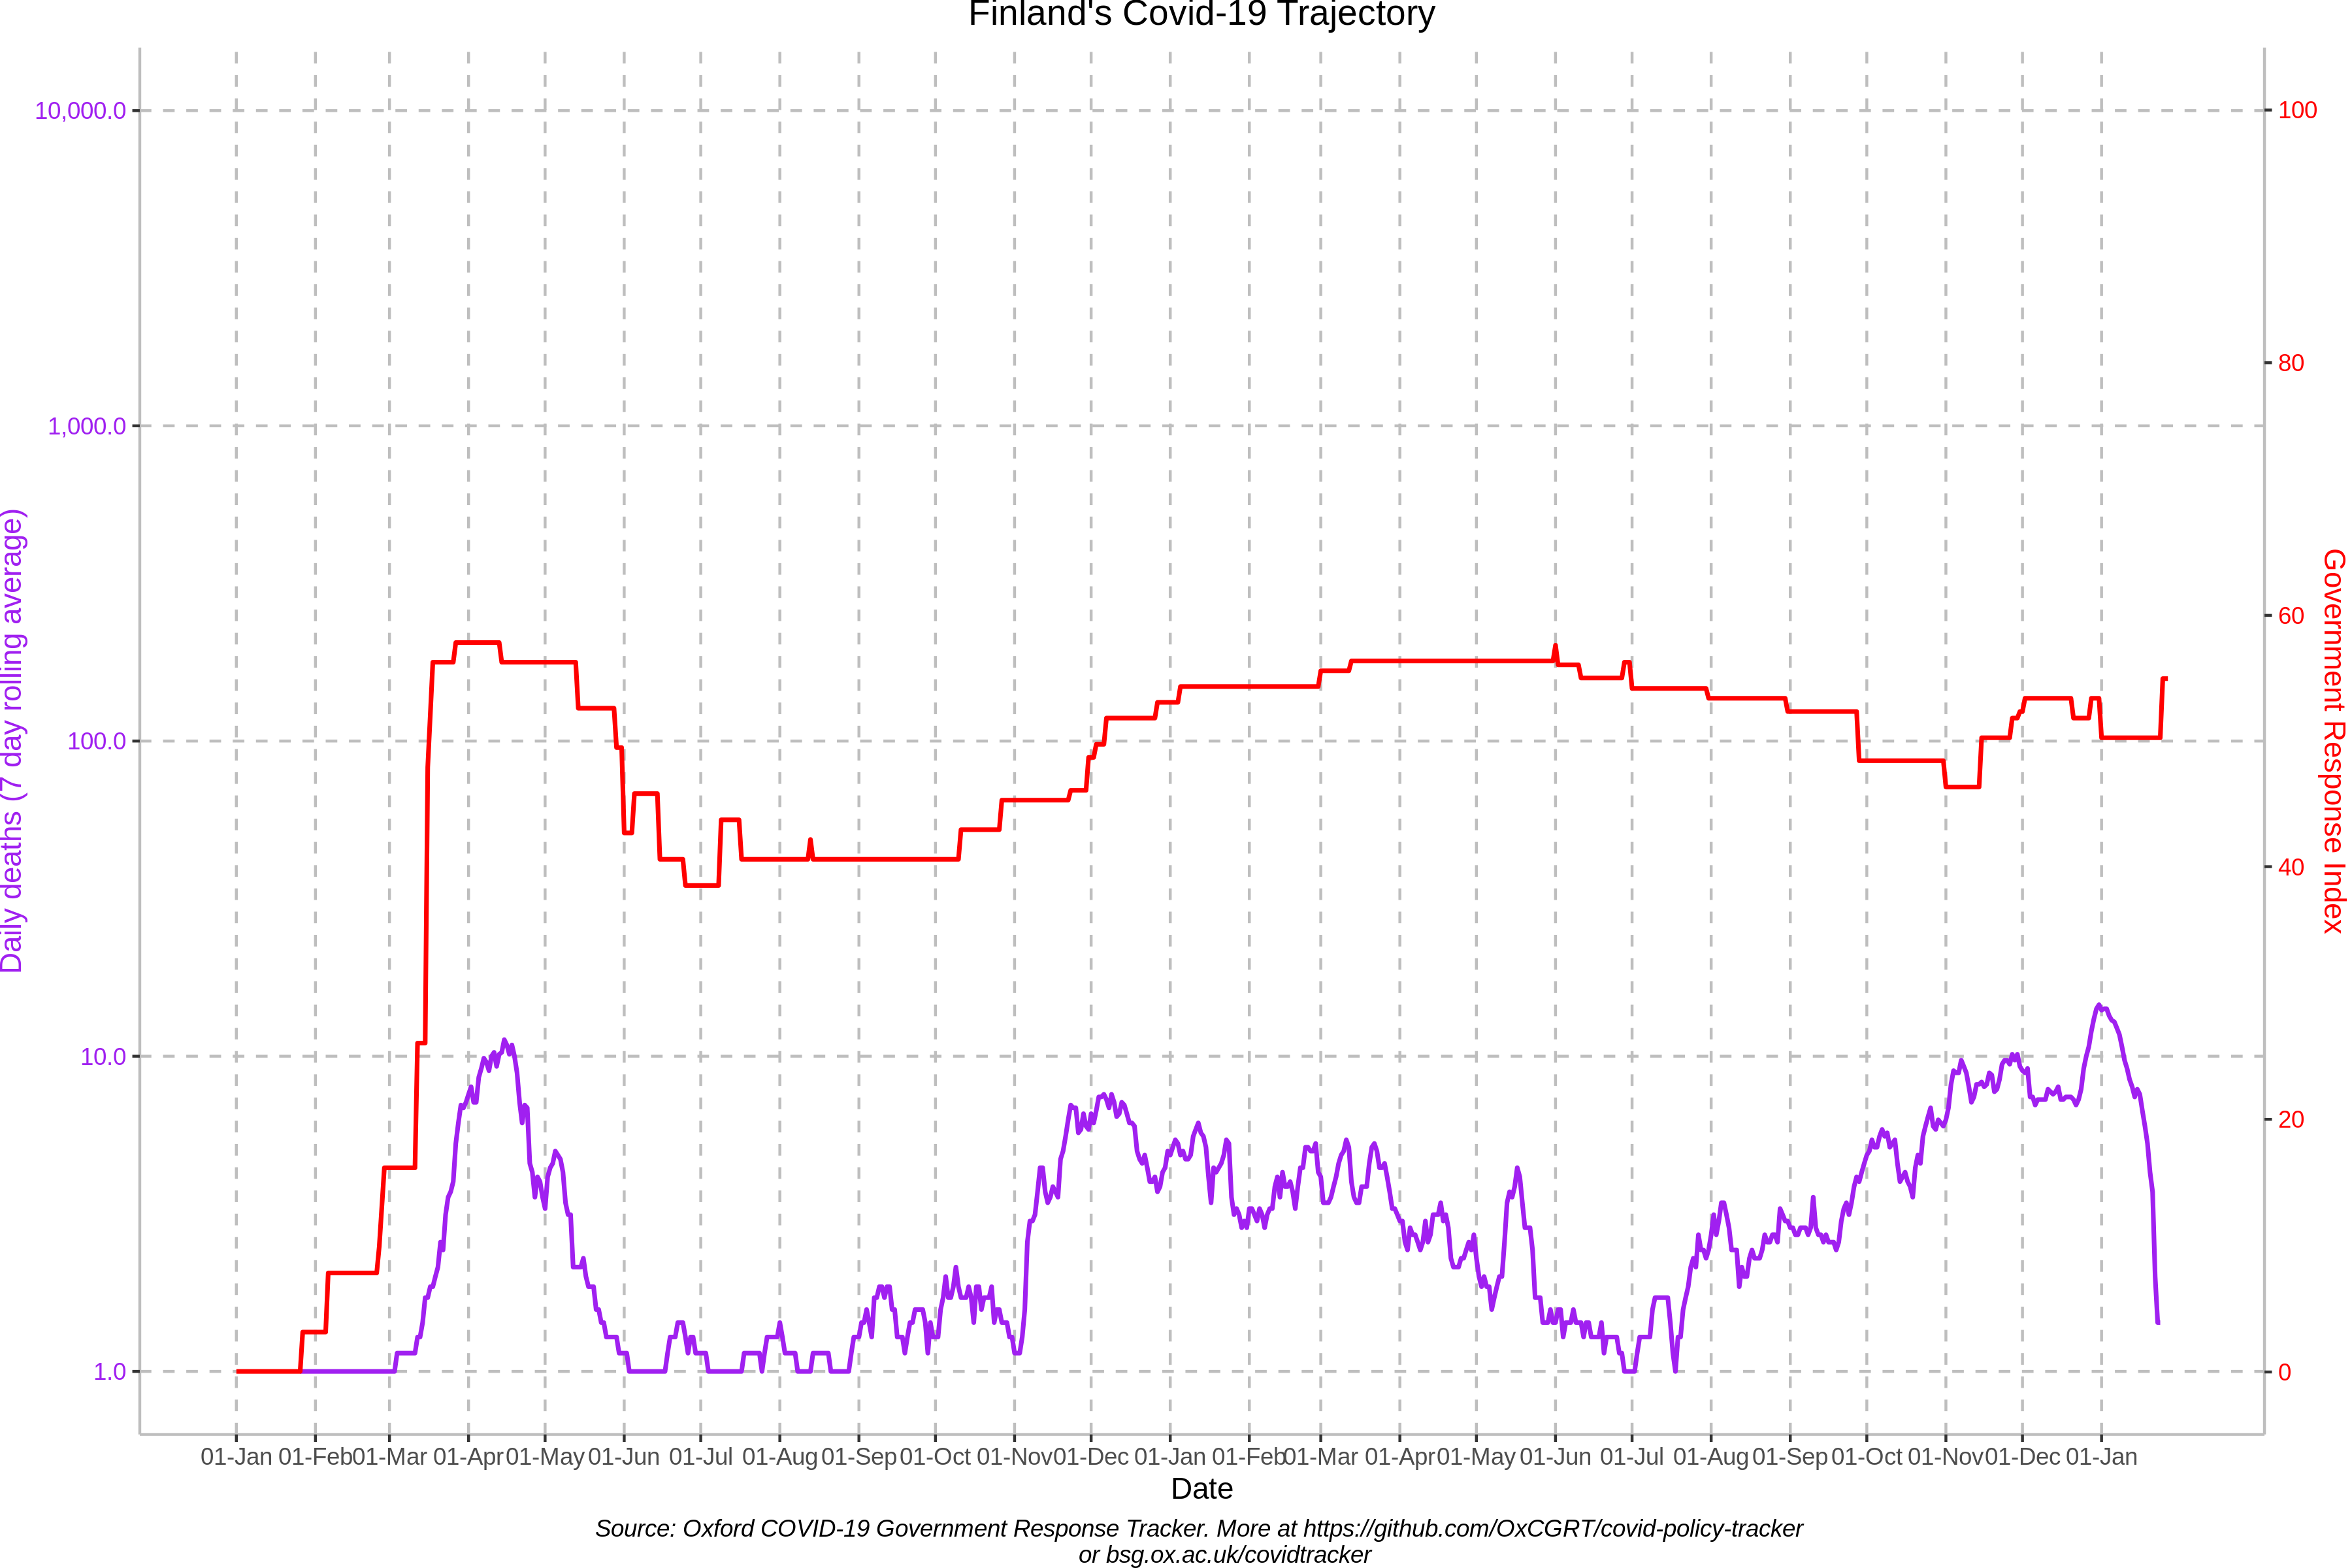 Finland's Covid-19 Trajectory
Daily deaths (7 day rolling average)
10,000.0
1,000.0
100.0
10.0
1.0
100
80
60
40
20
0
Government Response Index
01-Jan 01-Feb 01-Mar 01-Apr 01-May 01-Jun 01-Jul 01-Aug 01-Sep 01-Oct 01-Nov 01-Dec 01-Jan 01-Feb 01-Mar 01-Apr 01-May 01-Jun 01-Jul 01-Aug 01-Sep 01-Oct 01-Nov 01-Dec 01-Jan
Date
Source: Oxford COVID-19 Government Response Tracker. More at https://github.com/OxCGRT/covid-policy-tracker
or bsg.ox.ac.uk/covidtracker